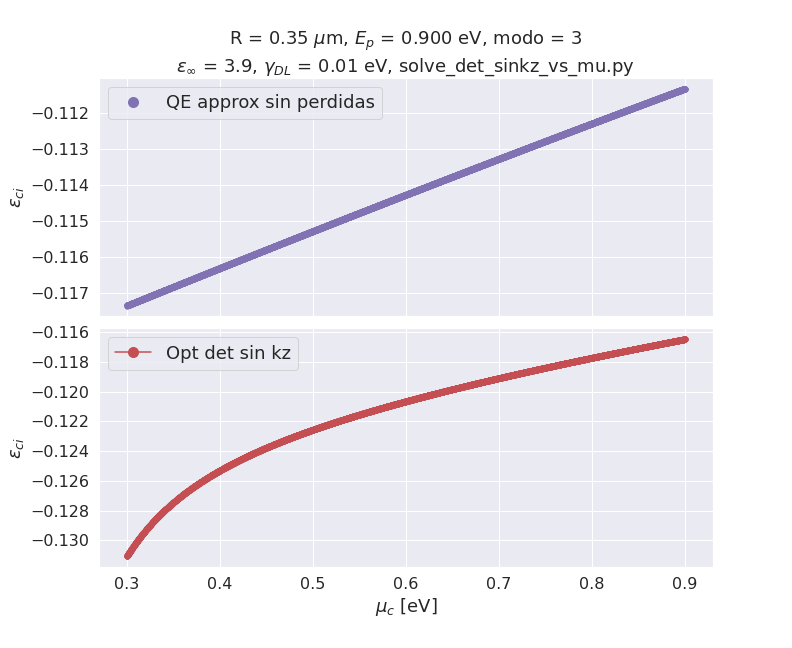 R = 0.35 μm, E_p = 0.900 eV, modo = 3
ε_∞ = 3.9, γ_DL = 0.01 eV, solve_det_sinkz_vs_mu.py
QE approx sin perdidas
−0.112
−0.113
−0.114
−0.115
−0.116
−0.117
ε_ci
Opt det sin kz
−0.116
−0.118
−0.120
−0.122
−0.124
−0.126
−0.128
−0.130
ε_ci
0.3 0.4 0.5 0.6 0.7 0.8 0.9
μ_c [eV]